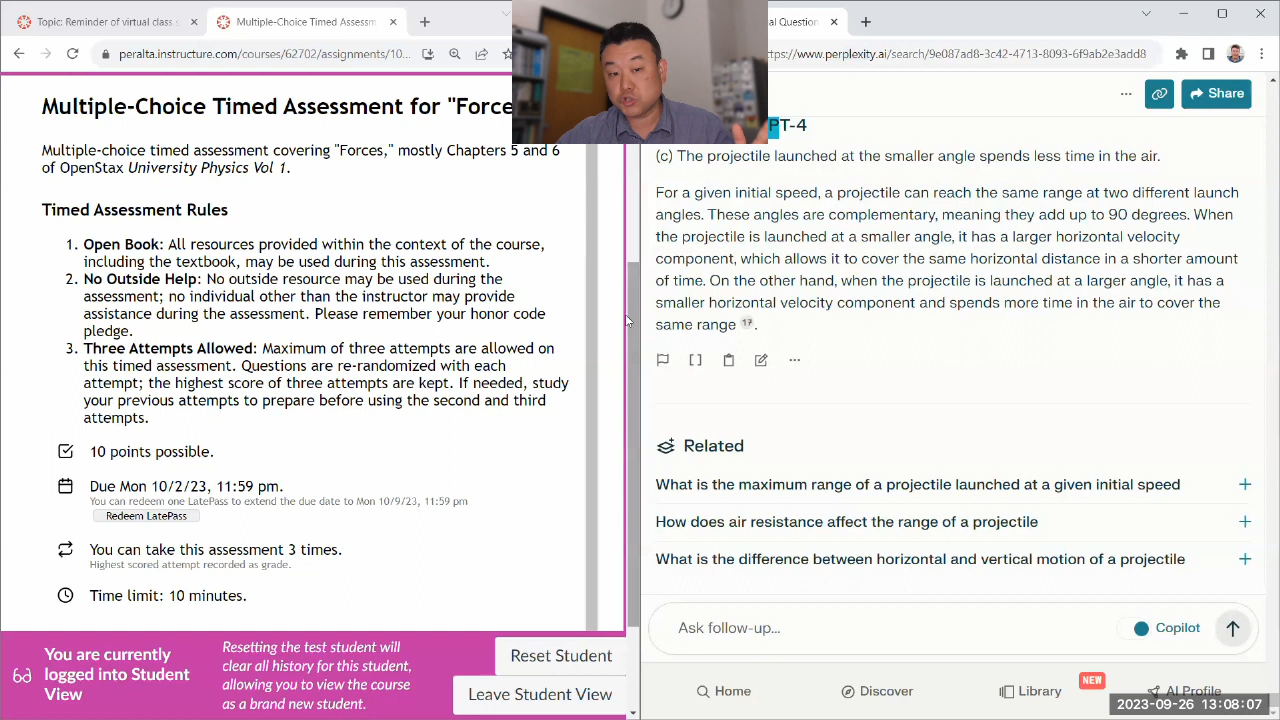 Topic: Reminder of virtual class
Multiple-Choice Timed Assessm
al Question
peralta.instructure.com/courses/62702/assignments/10...
Multiple-Choice Timed Assessment for "Force
Multiple-choice timed assessment covering "Forces," mostly Chapters 5 and 6
of OpenStax University Physics Vol 1.
Timed Assessment Rules
1. Open Book: All resources provided within the context of the course,
including the textbook, may be used during this assessment.
2. No Outside Help: No outside resource may be used during the
assessment; no individual other than the instructor may provide
assistance during the assessment. Please remember your honor code
pledge.
3. Three Attempts Allowed: Maximum of three attempts are allowed on
this timed assessment. Questions are re-randomized with each
attempt; the highest score of three attempts are kept. If needed, study
your previous attempts to prepare before using the second and third
attempts.
10 points possible.
Due Mon 10/2/23, 11:59 pm.
You can redeem one LatePass to extend the due date to Mon 10/9/23, 11:59 pm
Redeem LatePass
You can take this assessment 3 times.
Highest scored attempt recorded as grade.
Time limit: 10 minutes.
You are currently
logged into Student
View
Resetting the test student will
clear all history for this student,
allowing you to view the course
as a brand new student.
Reset Student
Leave Student View
Share
PT-4
(c) The projectile launched at the smaller angle spends less time in the air.
For a given initial speed, a projectile can reach the same range at two different launch
angles. These angles are complementary, meaning they add up to 90 degrees. When
the projectile is launched at a smaller angle, it has a larger horizontal velocity
component, which allows it to cover the same horizontal distance in a shorter amount
of time. On the other hand, when the projectile is launched at a larger angle, it has a
smaller horizontal velocity component and spends more time in the air to cover the
same range 17.
Related
What is the maximum range of a projectile launched at a given initial speed
How does air resistance affect the range of a projectile
What is the difference between horizontal and vertical motion of a projectile
Ask follow-up...
Copilot
Home
Discover
Library
NEW
AI Profile
2023-09-26 13:08:07